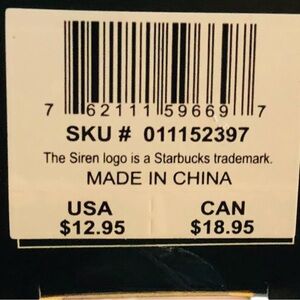 7 62111 59669 7
SKU # 011152397
The Siren logo is a Starbucks trademark.
MADE IN CHINA
USA CAN
$12.95 $18.95